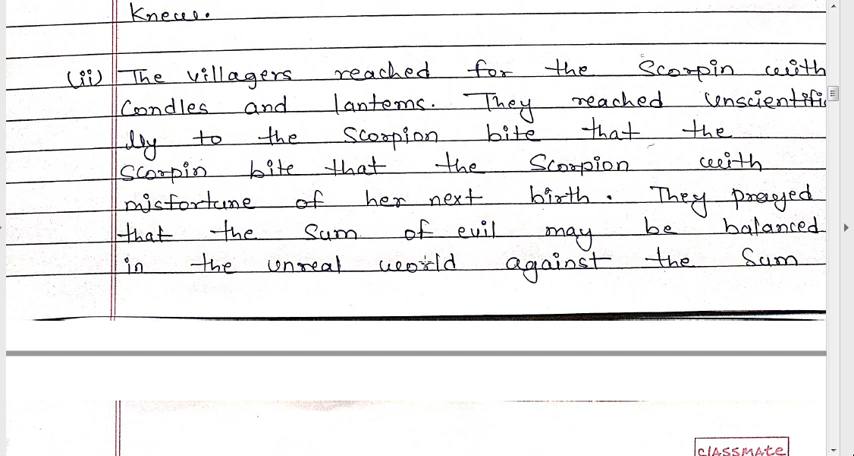 Knew.
(ii) The villagers reached for the Scorpin with
Candles and lantems. They reached unscientifi
lly to the Scorpion bite that the
Scorpin bite that the Scorpion with
misfortune of her next birth. They prayed
that the Sum of evil may be balanced
in the unreal world against the Sum
CLASSMATE